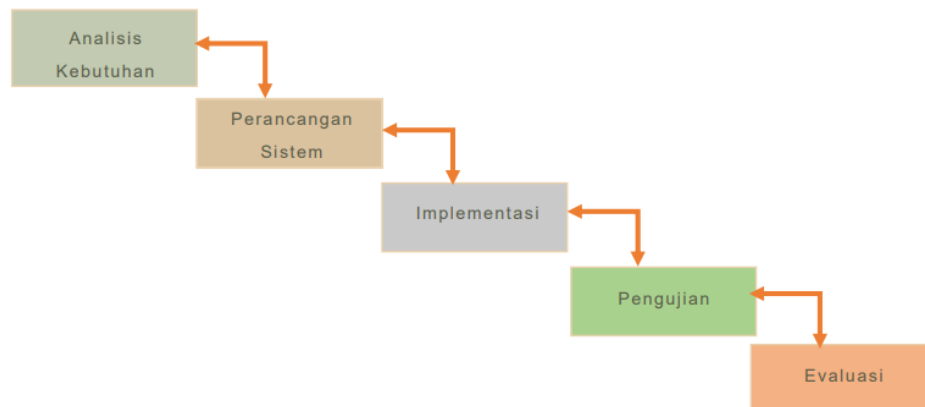 Analisis
Kebutuhan
Perancangan
Sistem
Implementasi
Pengujian
Evaluasi